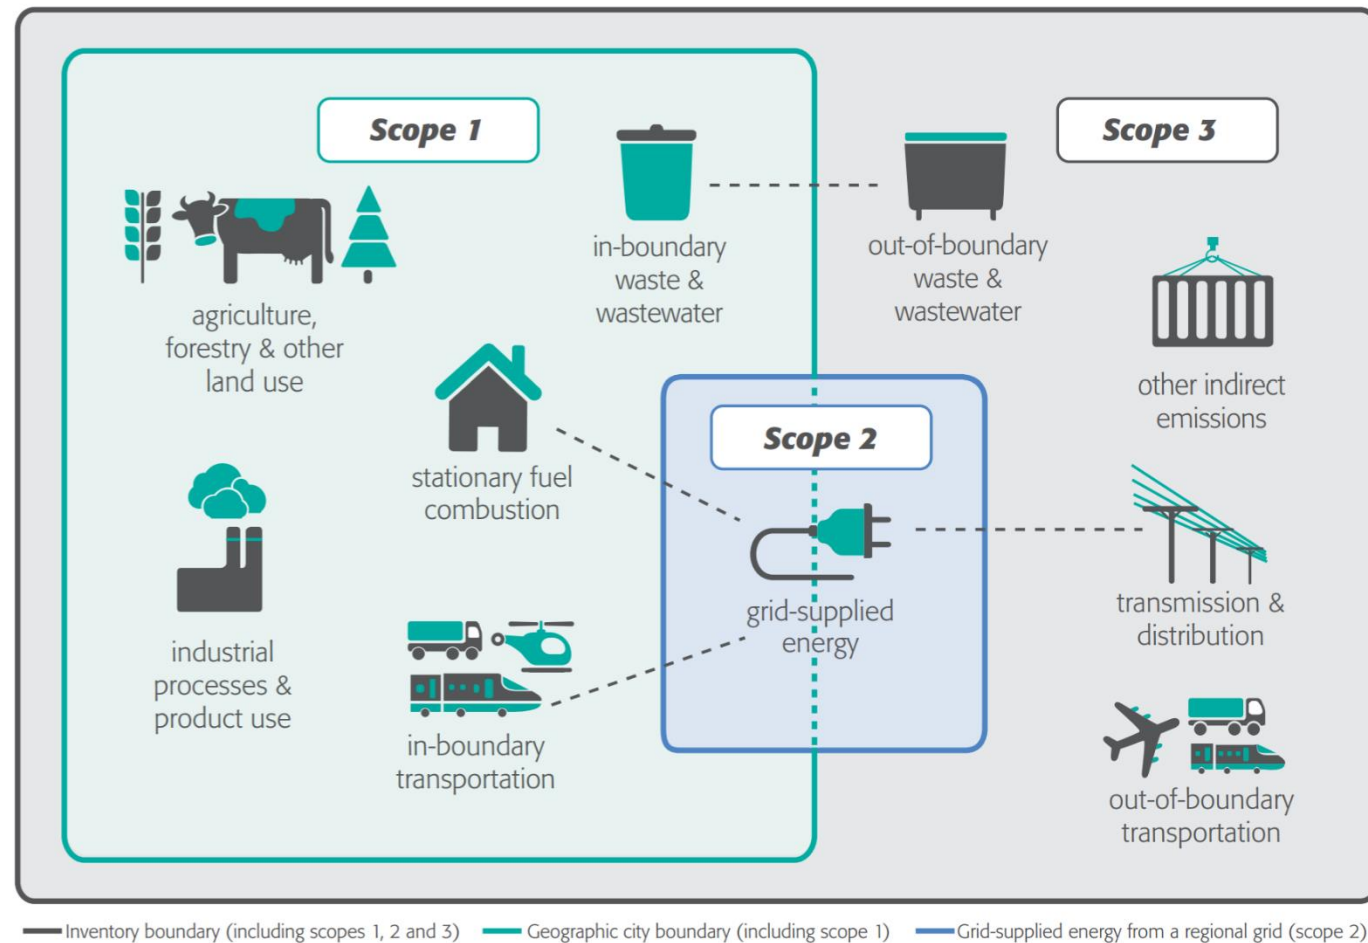 Scope 1
Scope 3
in-boundary
waste &
wastewater
out-of-boundary
waste &
wastewater
agriculture,
forestry & other
land use
other indirect
emissions
Scope 2
stationary fuel
combustion
grid-supplied
energy
transmission &
distribution
industrial
processes &
product use
in-boundary
transportation
out-of-boundary
transportation
Inventory boundary (including scopes 1, 2 and 3)
Geographic city boundary (including scope 1)
Grid-supplied energy from a regional grid (scope 2)